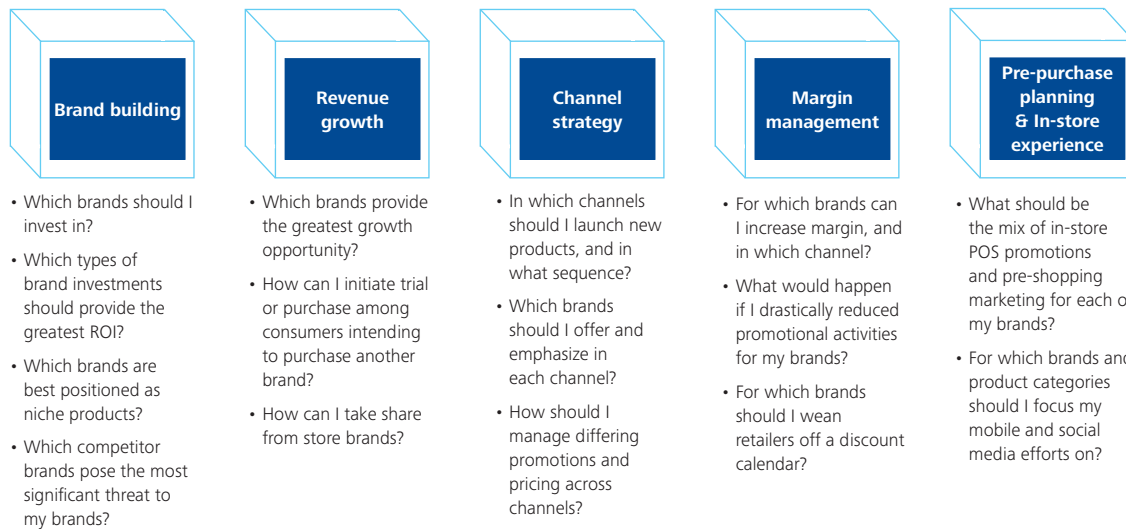 Brand building
• Which brands should I
invest in?
• Which types of
brand investments
should provide the
greatest ROI?
• Which brands are
best positioned as
niche products?
• Which competitor
brands pose the most
significant threat to
my brands?
Revenue
growth
• Which brands provide
the greatest growth
opportunity?
• How can I initiate trial
or purchase among
consumers intending
to purchase another
brand?
• How can I take share
from store brands?
Channel
strategy
• In which channels
should I launch new
products, and in
what sequence?
• Which brands
should I offer and
emphasize in
each channel?
• How should I
manage differing
promotions and
pricing across
channels?
Margin
management
• For which brands can
I increase margin, and
in which channel?
• What would happen
if I drastically reduced
promotional activities
for my brands?
• For which brands
should I wean
retailers off a discount
calendar?
Pre-purchase
planning
& In-store
experience
• What should be
the mix of in-store
POS promotions
and pre-shopping
marketing for each
my brands?
• For which brands
product categories
should I focus my
mobile and social
media efforts on?